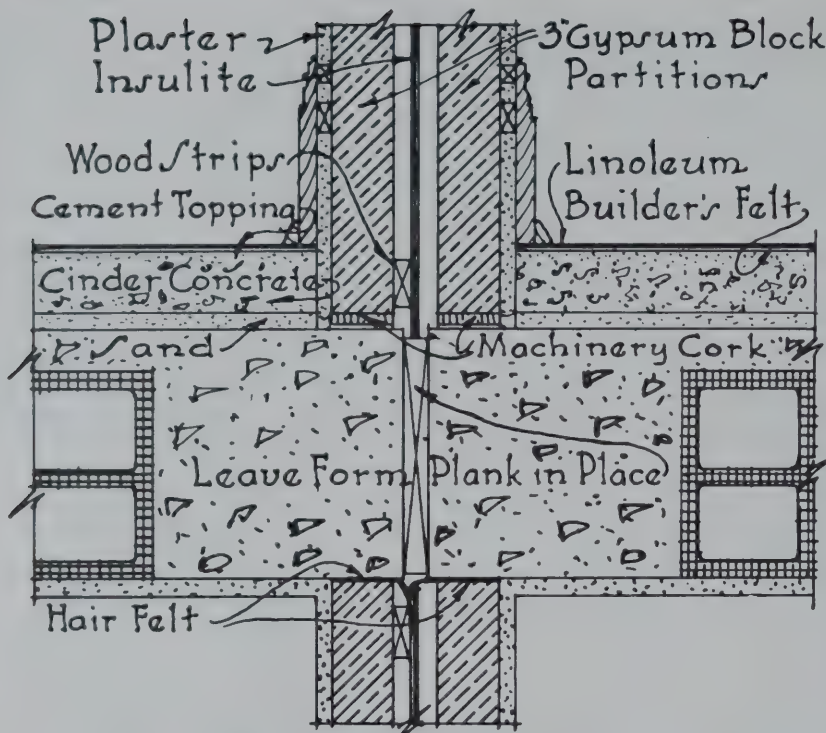 Plaster
Insulite
3" Gypsum Block
Partitions
Wood Strips
Cement Topping
Linoleum
Builder's Felt
Cinder Concrete
Sand
Machinery Cork
Leave Form Plank in Place
Hair Felt